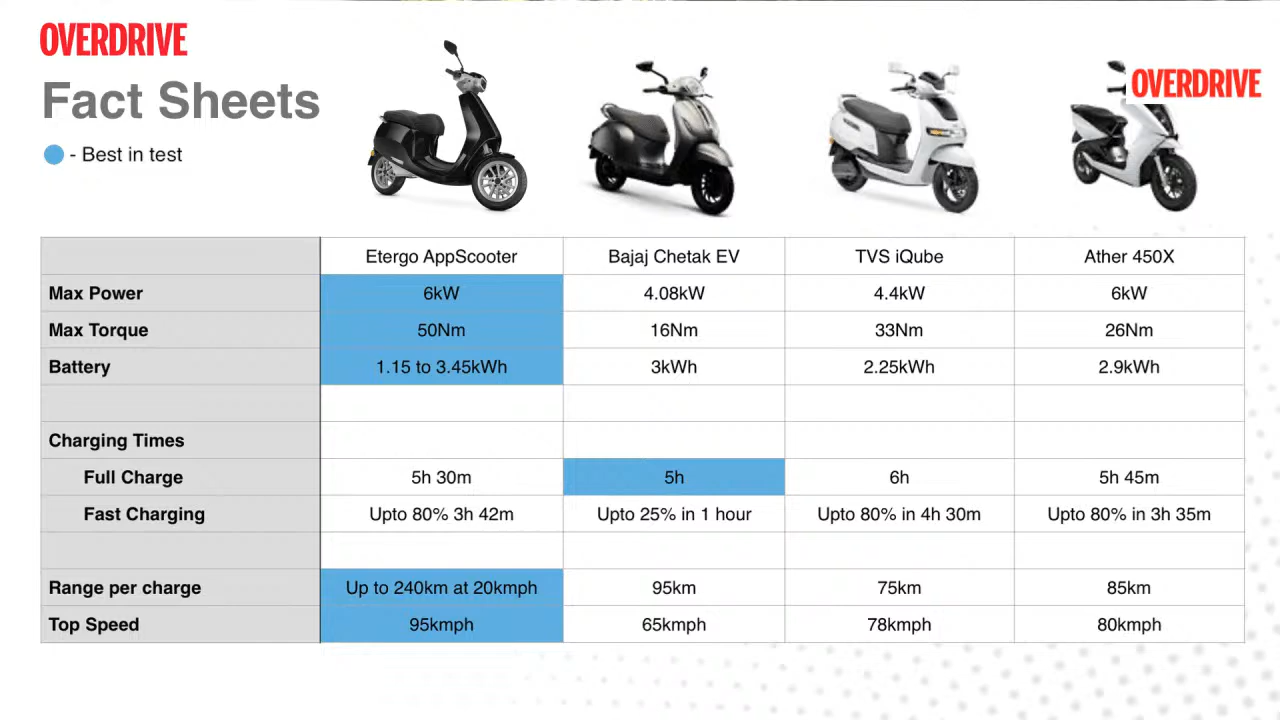 OVERDRIVE
Fact Sheets
- Best in test
OVERDRIVE
Etergo AppScooter Bajaj Chetak EV TVS iQube Ather 450X
Max Power 6kW 4.08kW 4.4kW 6kW
Max Torque 50Nm 16Nm 33Nm 26Nm
Battery 1.15 to 3.45kWh 3kWh 2.25kWh 2.9kWh
Charging Times
Full Charge 5h 30m 5h 6h 5h 45m
Fast Charging Upto 80% 3h 42m Upto 25% in 1 hour Upto 80% in 4h 30m Upto 80% in 3h 35m
Range per charge Up to 240km at 20kmph 95km 75km 85km
Top Speed 95kmph 65kmph 78kmph 80kmph